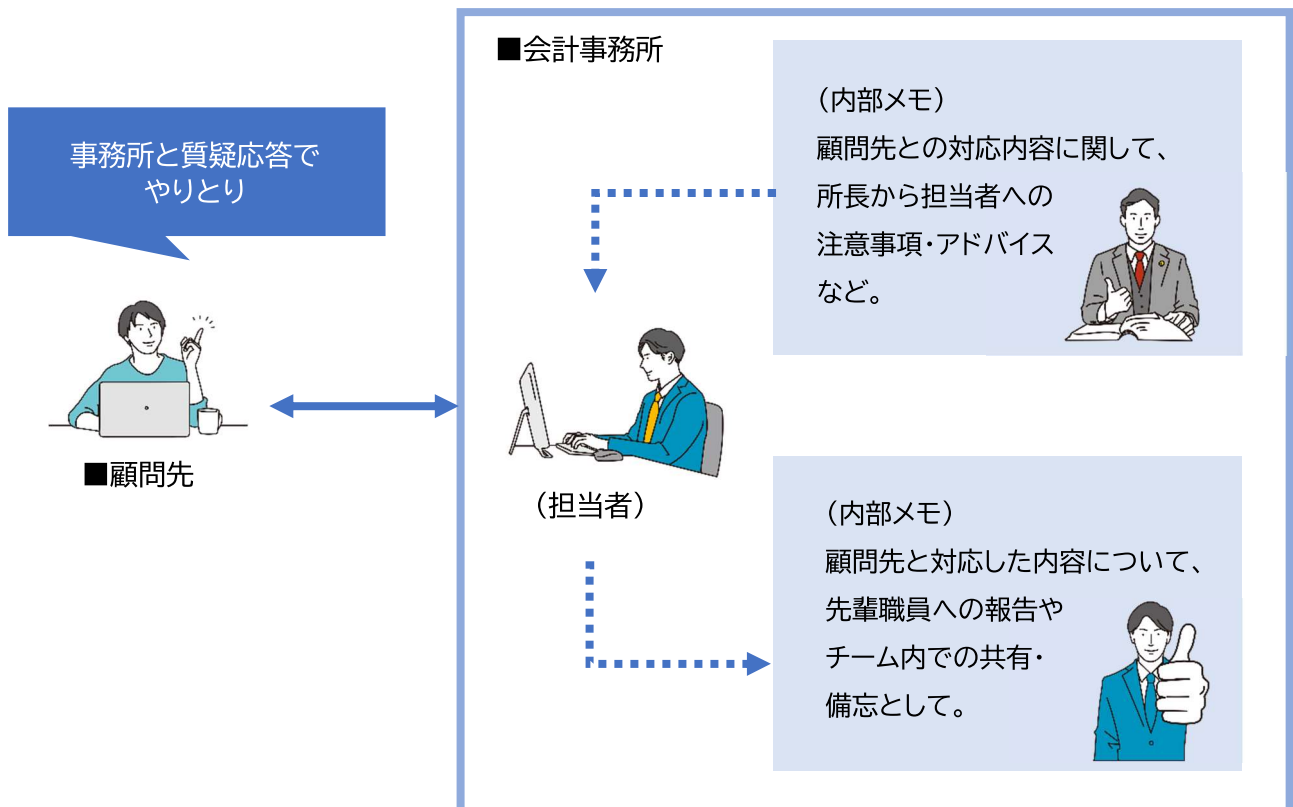 ■会計事務所
(内部メモ)
顧問先との対応内容に関して、
所長から担当者への
注意事項・アドバイス
など。
事務所と質疑応答で
やりとり
■顧問先
(担当者)
(内部メモ)
顧問先と対応した内容について、
先輩職員への報告や
チーム内での共有・
備忘として。